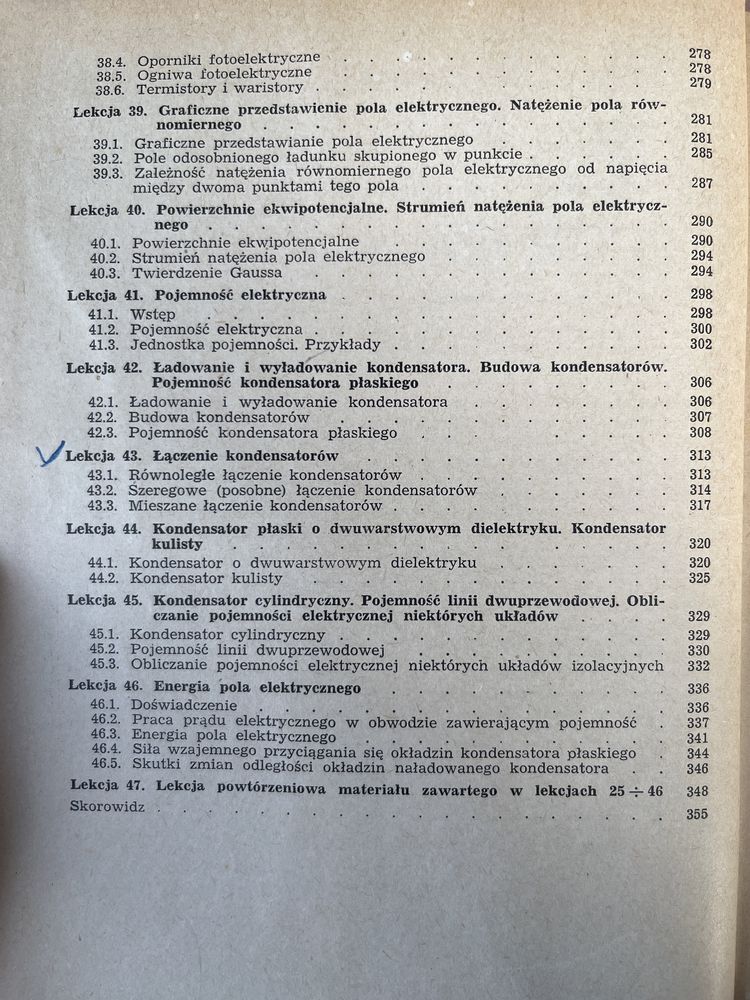 38.4. Oporniki fotoelektryczne . . . . . . . . . . . . . 278
38.5. Ogniwa fotoelektryczne . . . . . . . . . . . . . 278
38.6. Termistory i waristory . . . . . . . . . . . . . . 279
Lekcja 39. Graficzne przedstawienie pola elektrycznego. Natężenie pola rów-
nomiernego . . . . . . . . . . . . . . . . 281
39.1. Graficzne przedstawianie pola elektrycznego . . . . . . . 281
39.2. Pole odosobnionego ładunku skupionego w punkcie . . . . . . 285
39.3. Zależność natężenia równomiernego pola elektrycznego od napięcia
między dwoma punktami tego pola . . . . . . . . . . 287
Lekcja 40. Powierzchnie ekwipotencjalne. Strumień natężenia pola elektrycz-
nego . . . . . . . . . . . . . . . . . . 290
40.1. Powierzchnie ekwipotencjalne . . . . . . . . . . . 290
40.2. Strumień natężenia pola elektrycznego . . . . . . . . . 294
40.3. Twierdzenie Gaussa . . . . . . . . . . . . . . 294
Lekcja 41. Pojemność elektryczna . . . . . . . . . . . . . 298
41.1. Wstęp . . . . . . . . . . . . . . . . . . 298
41.2. Pojemność elektryczna . . . . . . . . . . . . . . 300
41.3. Jednostka pojemności. Przykłady . . . . . . . . . . . 302
Lekcja 42. Ładowanie i wyładowanie kondensatora. Budowa kondensatorów.
Pojemność kondensatora płaskiego . . . . . . . . . 306
42.1. Ładowanie i wyładowanie kondensatora . . . . . . . . 306
42.2. Budowa kondensatorów . . . . . . . . . . . . . 307
42.3. Pojemność kondensatora płaskiego . . . . . . . . . . 308
Lekcja 43. Łączenie kondensatorów . . . . . . . . . . . . 313
43.1. Równoległe łączenie kondensatorów . . . . . . . . . . 313
43.2. Szeregowe (posobne) łączenie kondensatorów . . . . . . . 314
43.3. Mieszane łączenie kondensatorów . . . . . . . . . . . 317
Lekcja 44. Kondensator płaski o dwuwarstwowym dielektryku. Kondensator
kulisty . . . . . . . . . . . . . . . . . 320
44.1. Kondensator o dwuwarstwowym dielektryku . . . . . . . 320
44.2. Kondensator kulisty . . . . . . . . . . . . . . 325
Lekcja 45. Kondensator cylindryczny. Pojemność linii dwuprzewodowej. Obli-
czanie pojemności elektrycznej niektórych układów . . . . 329
45.1. Kondensator cylindryczny . . . . . . . . . . . . . 329
45.2. Pojemność linii dwuprzewodowej . . . . . . . . . . 330
45.3. Obliczanie pojemności elektrycznej niektórych układów izolacyjnych 332
Lekcja 46. Energia pola elektrycznego . . . . . . . . . . . 336
46.1. Doświadczenie . . . . . . . . . . . . . . . . 336
46.2. Praca prądu elektrycznego w obwodzie zawierającym pojemność . 337
46.3. Energia pola elektrycznego . . . . . . . . . . . . 341
46.4. Siła wzajemnego przyciągania się okładzin kondensatora płaskiego . 344
46.5. Skutki zmian odległości okładzin naładowanego kondensatora . . 346
Lekcja 47. Lekcja powtórzeniowa materiału zawartego w lekcjach 25 ÷ 46 348
Skorowidz . . . . . . . . . . . . . . . . . . . . 355